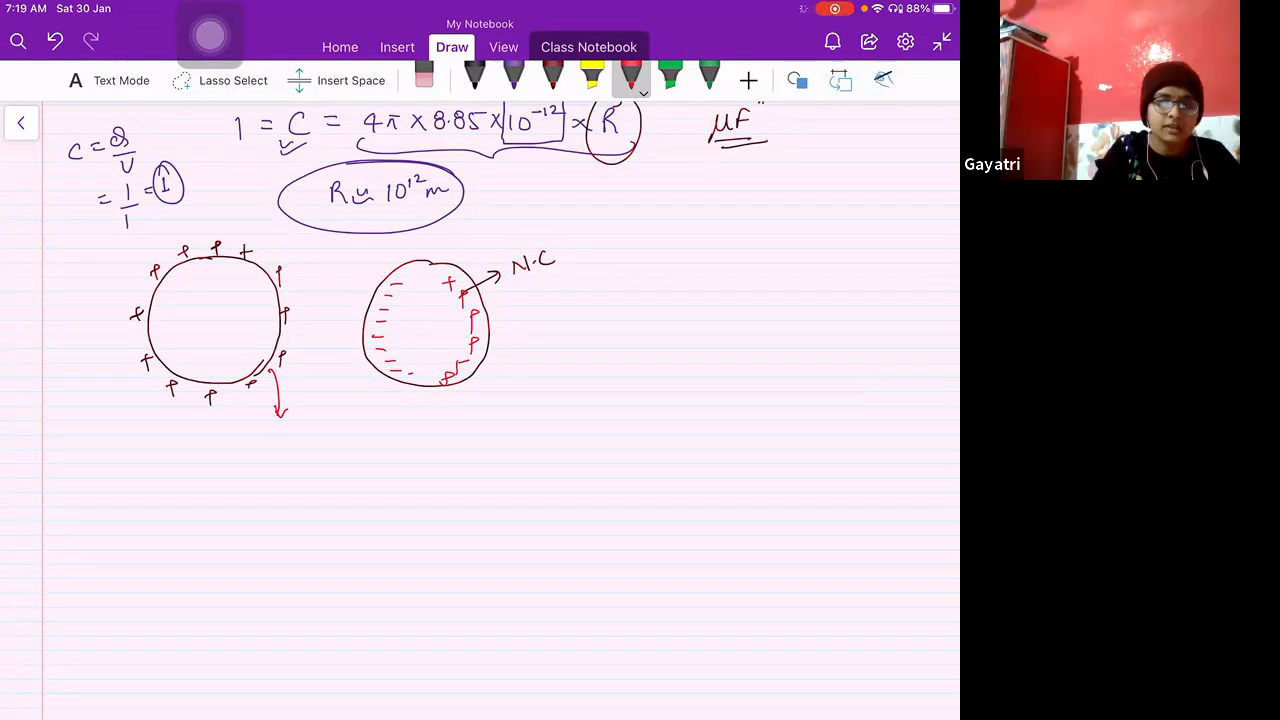 7:19 AM Sat 30 Jan
88%
My Notebook
Home Insert Draw View Class Notebook
A Text Mode Lasso Select Insert Space
Gayatri
1 = C = 4π × 8.85 × 10⁻¹² × R
μF
C = Q/V
= 1/1 = 1
R ≃ 10¹² m
+ + + + + + + + + + + + +
− − − − − − − − + + + + + +
N.C